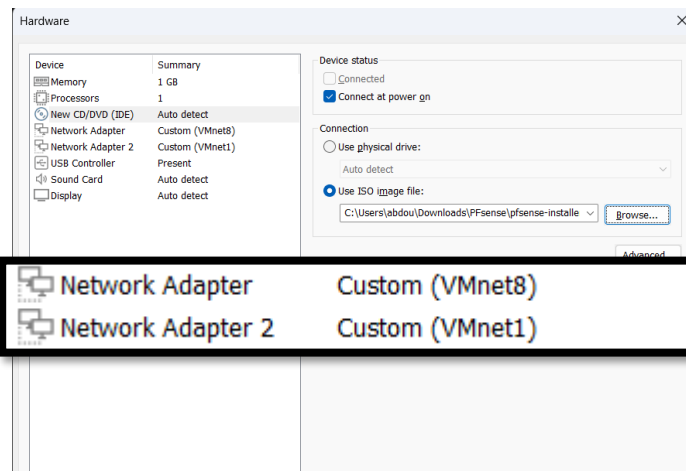 Hardware
Device Summary
Memory 1 GB
Processors 1
New CD/DVD (IDE) Auto detect
Network Adapter Custom (VMnet8)
Network Adapter 2 Custom (VMnet1)
USB Controller Present
Sound Card Auto detect
Display Auto detect
Device status
Connected
Connect at power on
Connection
Use physical drive:
Auto detect
Use ISO image file:
C:\Users\abdou\Downloads\PFsense\pfsense-installe
Browse...
Advanced...
Network Adapter Custom (VMnet8)
Network Adapter 2 Custom (VMnet1)